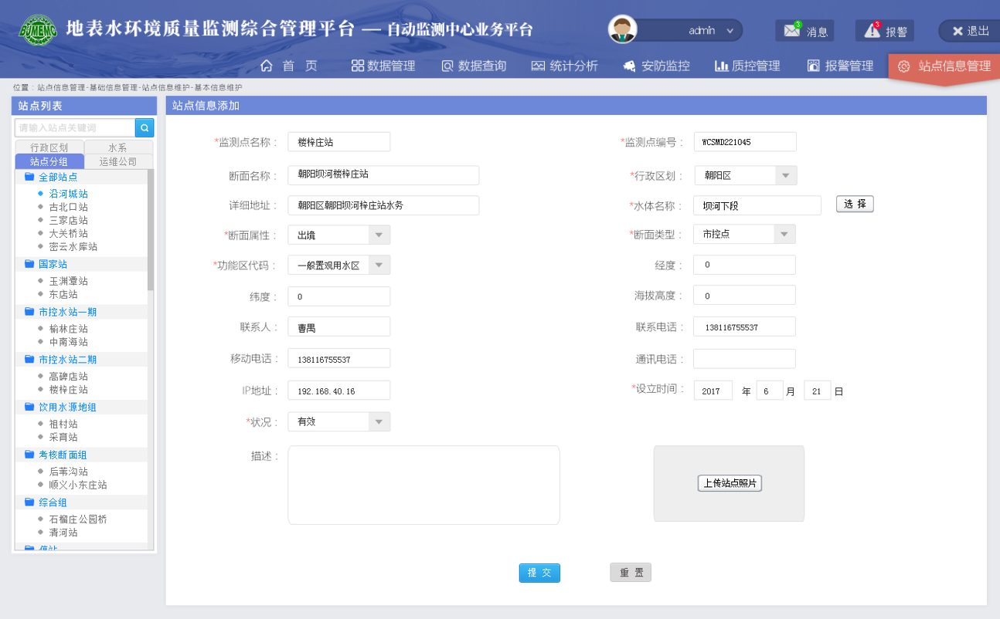 BJMEMC 地表水环境质量监测综合管理平台 — 自动监测中心业务平台
admin 3 消息 3 报警 退出
首 页 数据管理 数据查询 统计分析 安防监控 质控管理 报警管理 站点信息管理
位置：站点信息管理-基础信息管理-站点信息维护-基本信息维护
站点列表
请输入站点关键词
行政区划 水系
站点分组 运维公司
全部站点
沿河城站
古北口站
三家店站
大关桥站
密云水库站
国家站
玉渊潭站
东店站
市控水站一期
榆林庄站
中南海站
市控水站二期
高碑店站
楼梓庄站
饮用水源地组
祖村站
采育站
考核断面组
后苇沟站
顺义小东庄站
综合组
石榴庄公园桥
清河站
站点信息添加
*监测点名称： 楼梓庄站 *监测点编号： WCSMD221045
断面名称： 朝阳坝河楼梓庄站 *行政区划： 朝阳区
详细地址： 朝阳区朝阳坝河梓庄站水务 *水体名称： 坝河下段 选 择
*断面属性： 出境 *断面类型： 市控点
*功能区代码： 一般置观用水区 经度： 0
纬度： 0 海拔高度： 0
联系人： 曹禺 联系电话： 138116755537
移动电话： 138116755537 通讯电话：
IP地址： 192.168.40.16 *设立时间： 2017 年 6 月 21 日
*状况： 有效
描述： 上传站点照片
提 交 重 置